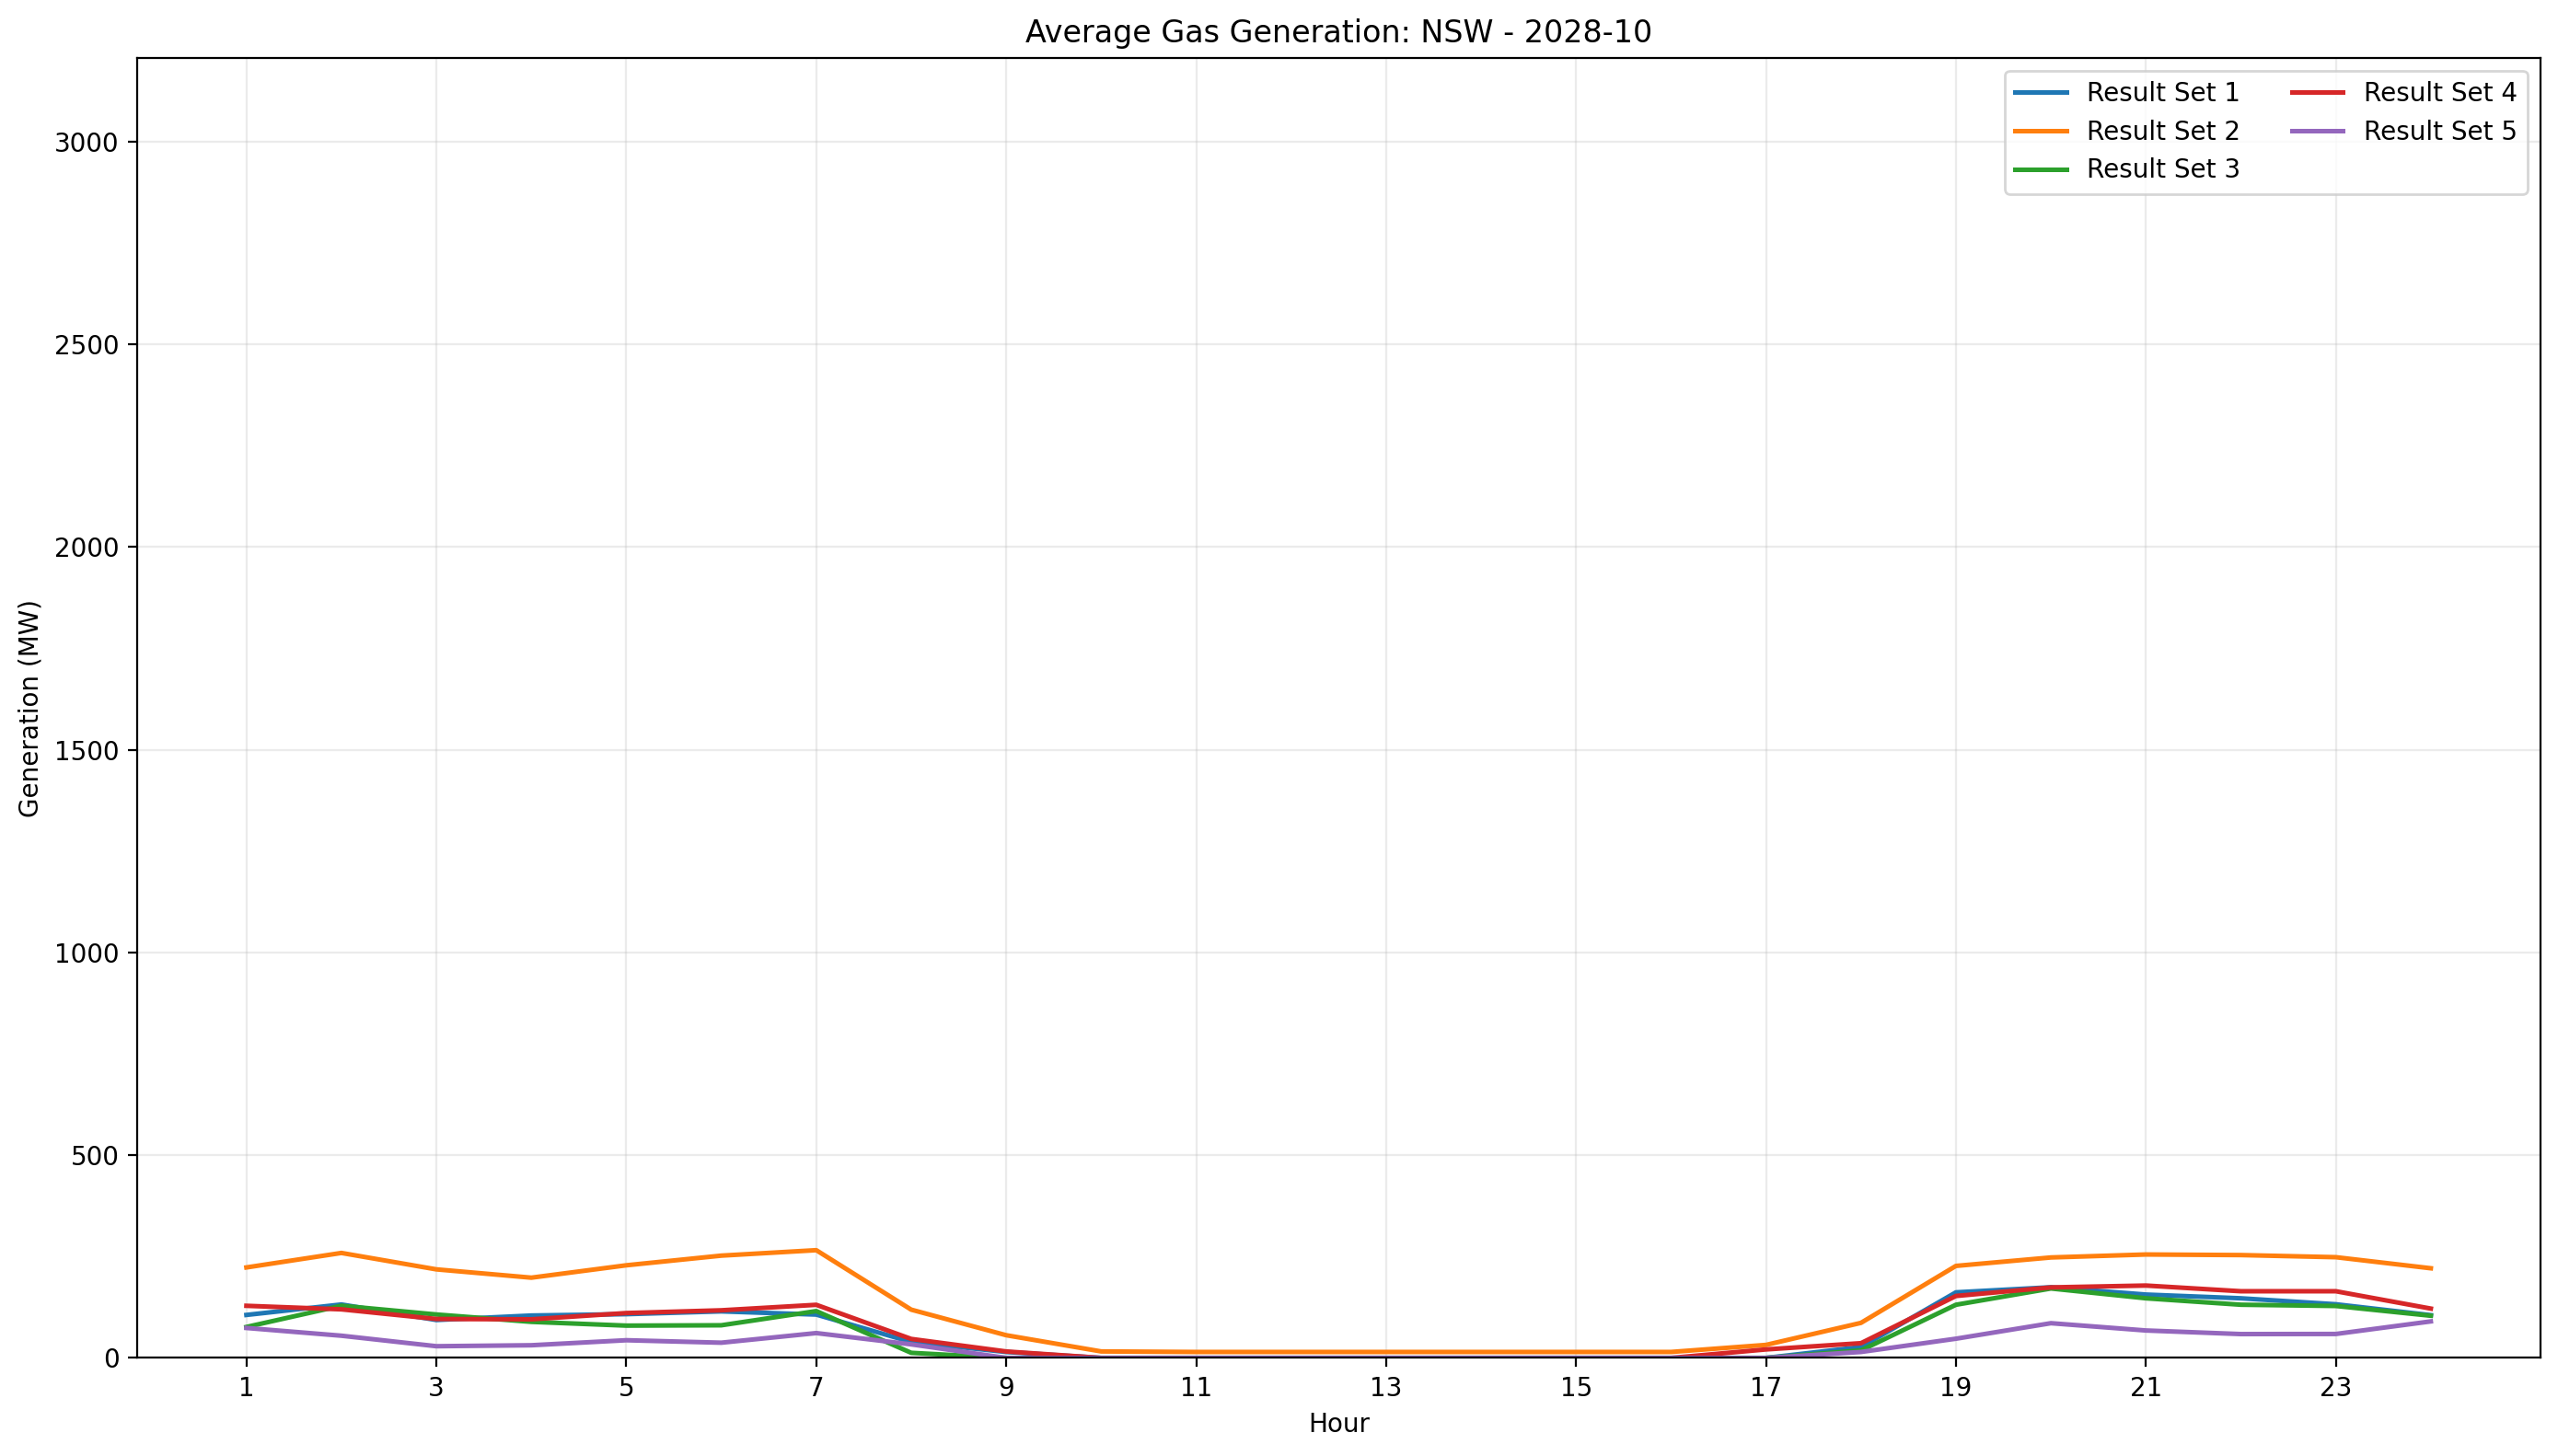 Average Gas Generation: NSW - 2028-10
Result Set 1
Result Set 2
Result Set 3
Result Set 4
Result Set 5
Generation (MW)
3000
2500
2000
1500
1000
500
0
1 3 5 7 9 11 13 15 17 19 21 23
Hour